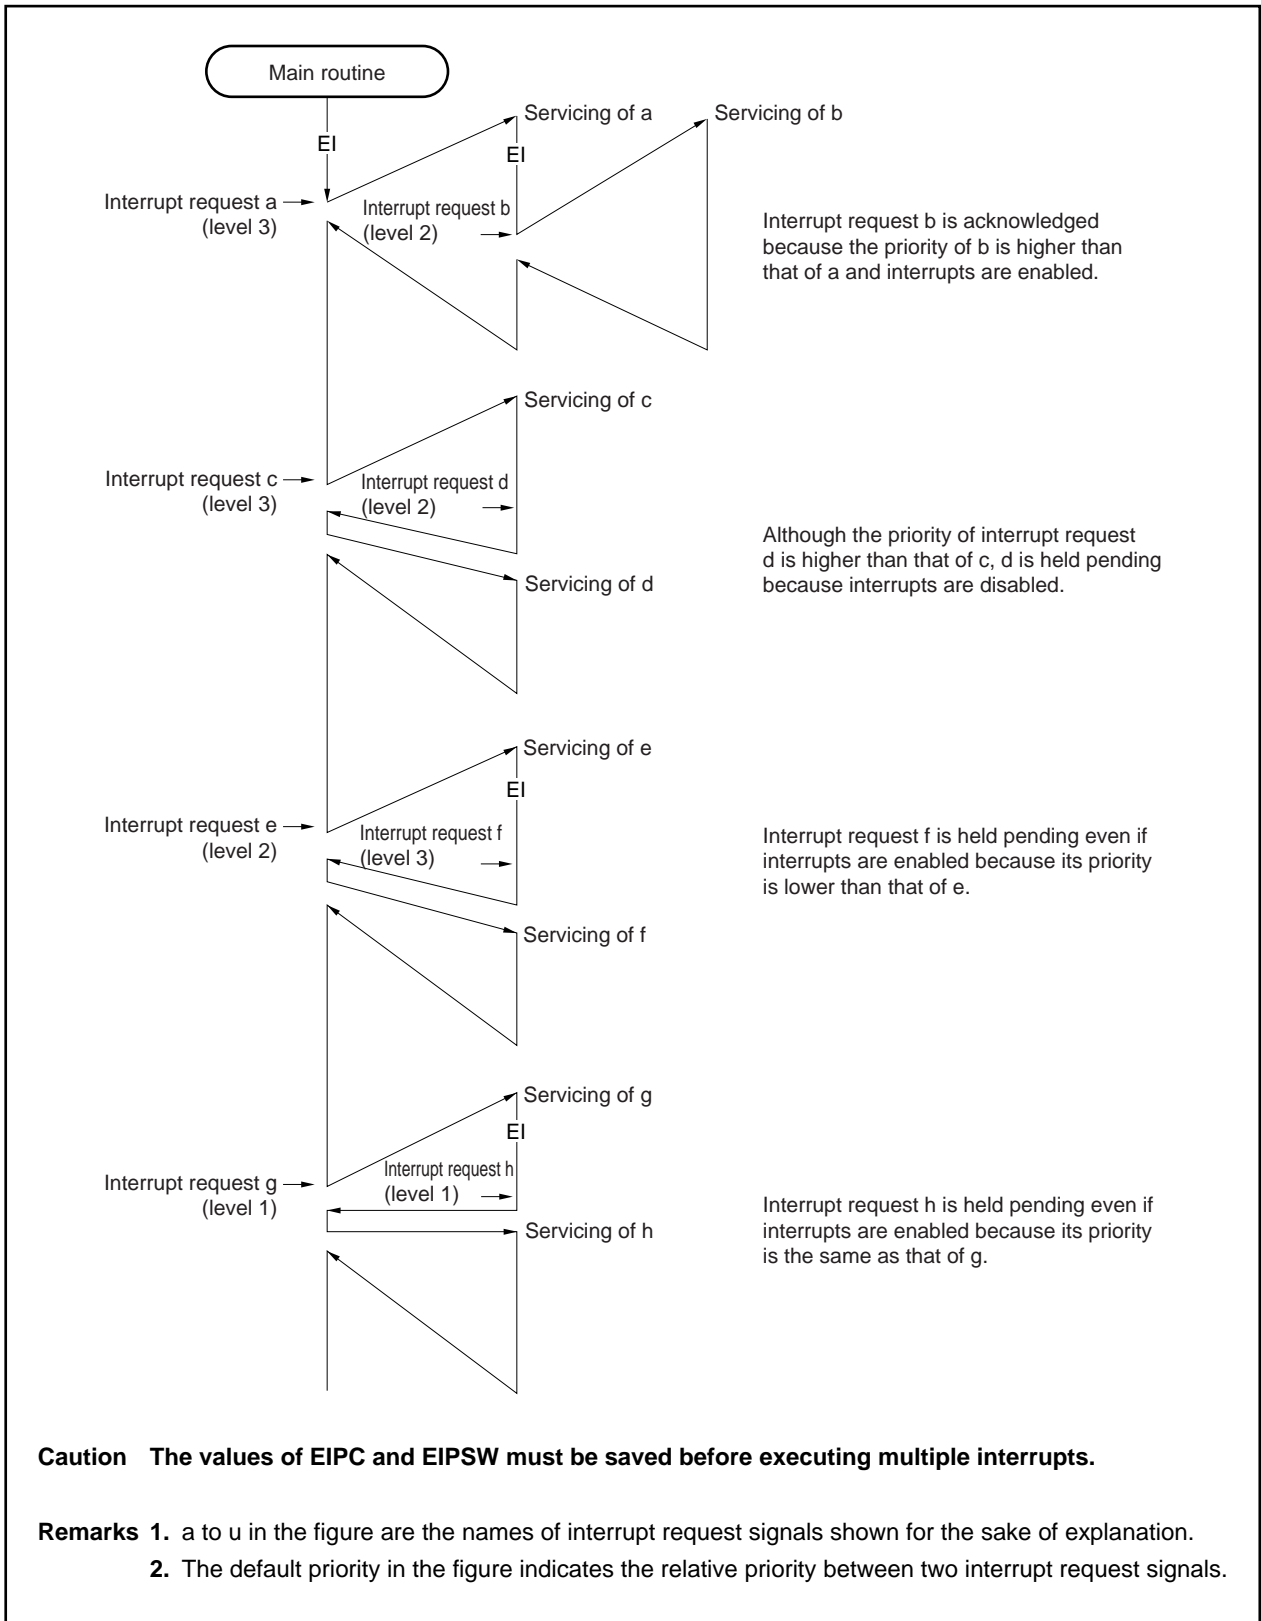 Main routine
EI
Servicing of a
EI
Servicing of b
Interrupt request a
(level 3)
Interrupt request b
(level 2)
Interrupt request b is acknowledged
because the priority of b is higher than
that of a and interrupts are enabled.
Servicing of c
Interrupt request c
(level 3)
Interrupt request d
(level 2)
Although the priority of interrupt request
d is higher than that of c, d is held pending
because interrupts are disabled.
Servicing of d
Servicing of e
EI
Interrupt request e
(level 2)
Interrupt request f
(level 3)
Interrupt request f is held pending even if
interrupts are enabled because its priority
is lower than that of e.
Servicing of f
Servicing of g
EI
Interrupt request g
(level 1)
Interrupt request h
(level 1)
Interrupt request h is held pending even if
interrupts are enabled because its priority
is the same as that of g.
Servicing of h
Caution The values of EIPC and EIPSW must be saved before executing multiple interrupts.
Remarks 1. a to u in the figure are the names of interrupt request signals shown for the sake of explanation.
2. The default priority in the figure indicates the relative priority between two interrupt request signals.